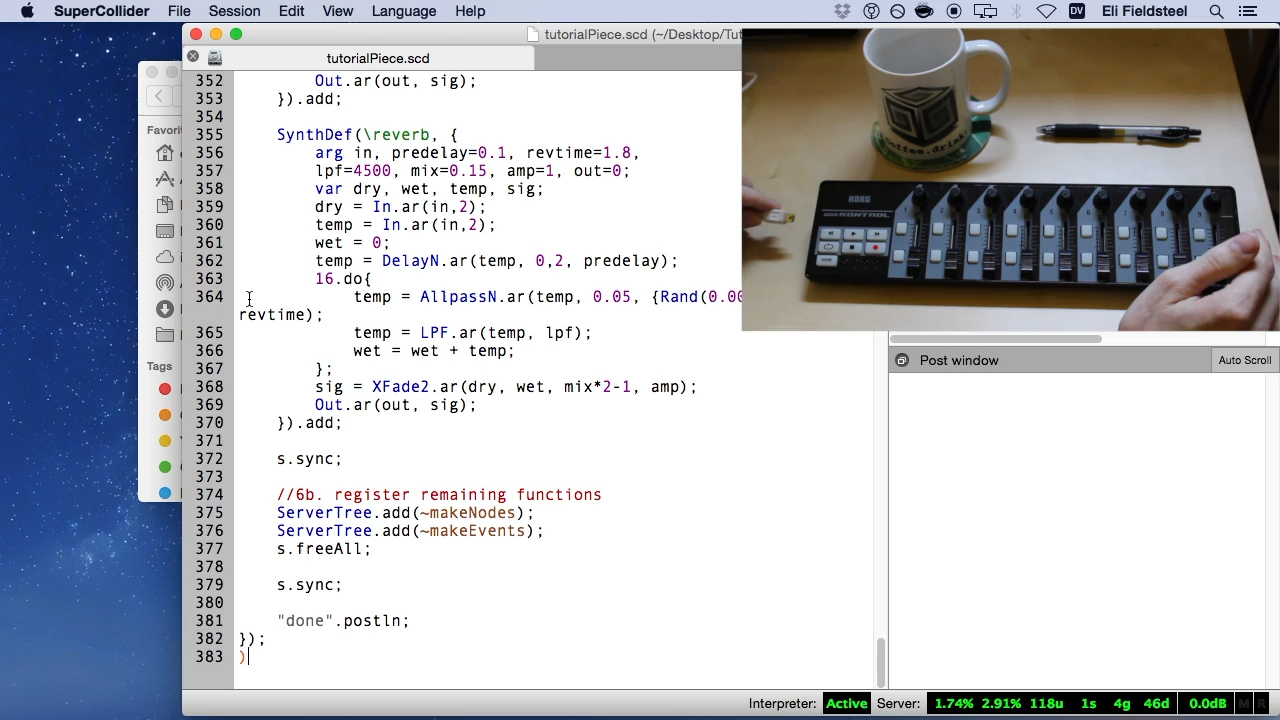 SuperCollider File Session Edit View Language Help DV Eli Fieldsteel
tutorialPiece.scd (~/Desktop/Tut
tutorialPiece.scd
352 Out.ar(out, sig);
353 }).add;
354
355 SynthDef(\reverb, {
356 arg in, predelay=0.1, revtime=1.8,
357 lpf=4500, mix=0.15, amp=1, out=0;
358 var dry, wet, temp, sig;
359 dry = In.ar(in,2);
360 temp = In.ar(in,2);
361 wet = 0;
362 temp = DelayN.ar(temp, 0,2, predelay);
363 16.do{
364 temp = AllpassN.ar(temp, 0.05, {Rand(0.00
revtime);
365 temp = LPF.ar(temp, lpf);
366 wet = wet + temp;
367 };
368 sig = XFade2.ar(dry, wet, mix*2-1, amp);
369 Out.ar(out, sig);
370 }).add;
371
372 s.sync;
373
374 //6b. register remaining functions
375 ServerTree.add(~makeNodes);
376 ServerTree.add(~makeEvents);
377 s.freeAll;
378
379 s.sync;
380
381 "done".postln;
382 });
383 )
Favorit
Tags
coffee.drink
KORG
Post window Auto Scroll
Interpreter: Active Server: 1.74% 2.91% 118u 1s 4g 46d 0.0dB M R